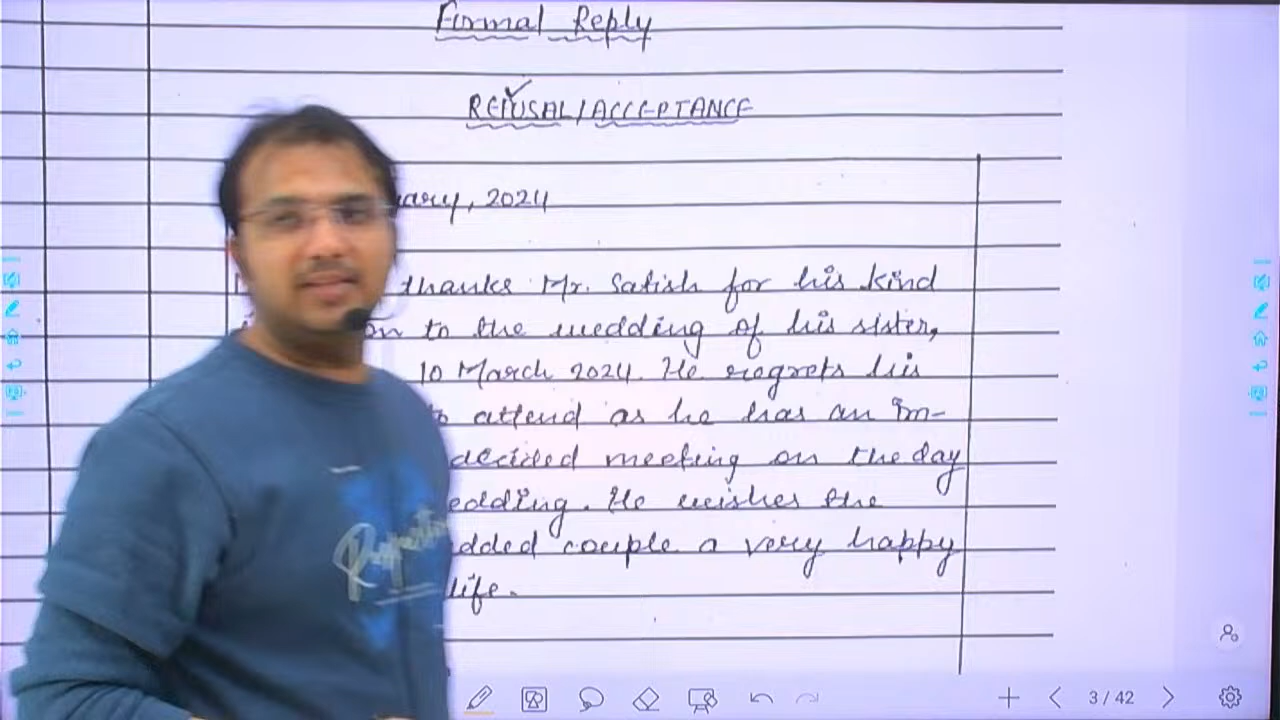 Formal Reply
REFUSAL/ACCEPTANCE
uary, 2024
thanks Mr. Satish for his kind
on to the wedding of his sister,
10 March 2024. He regrets his
to attend as he has an im-
decided meeting on the day
edding. He wishes the
dded couple a very happy
life.
3 / 42